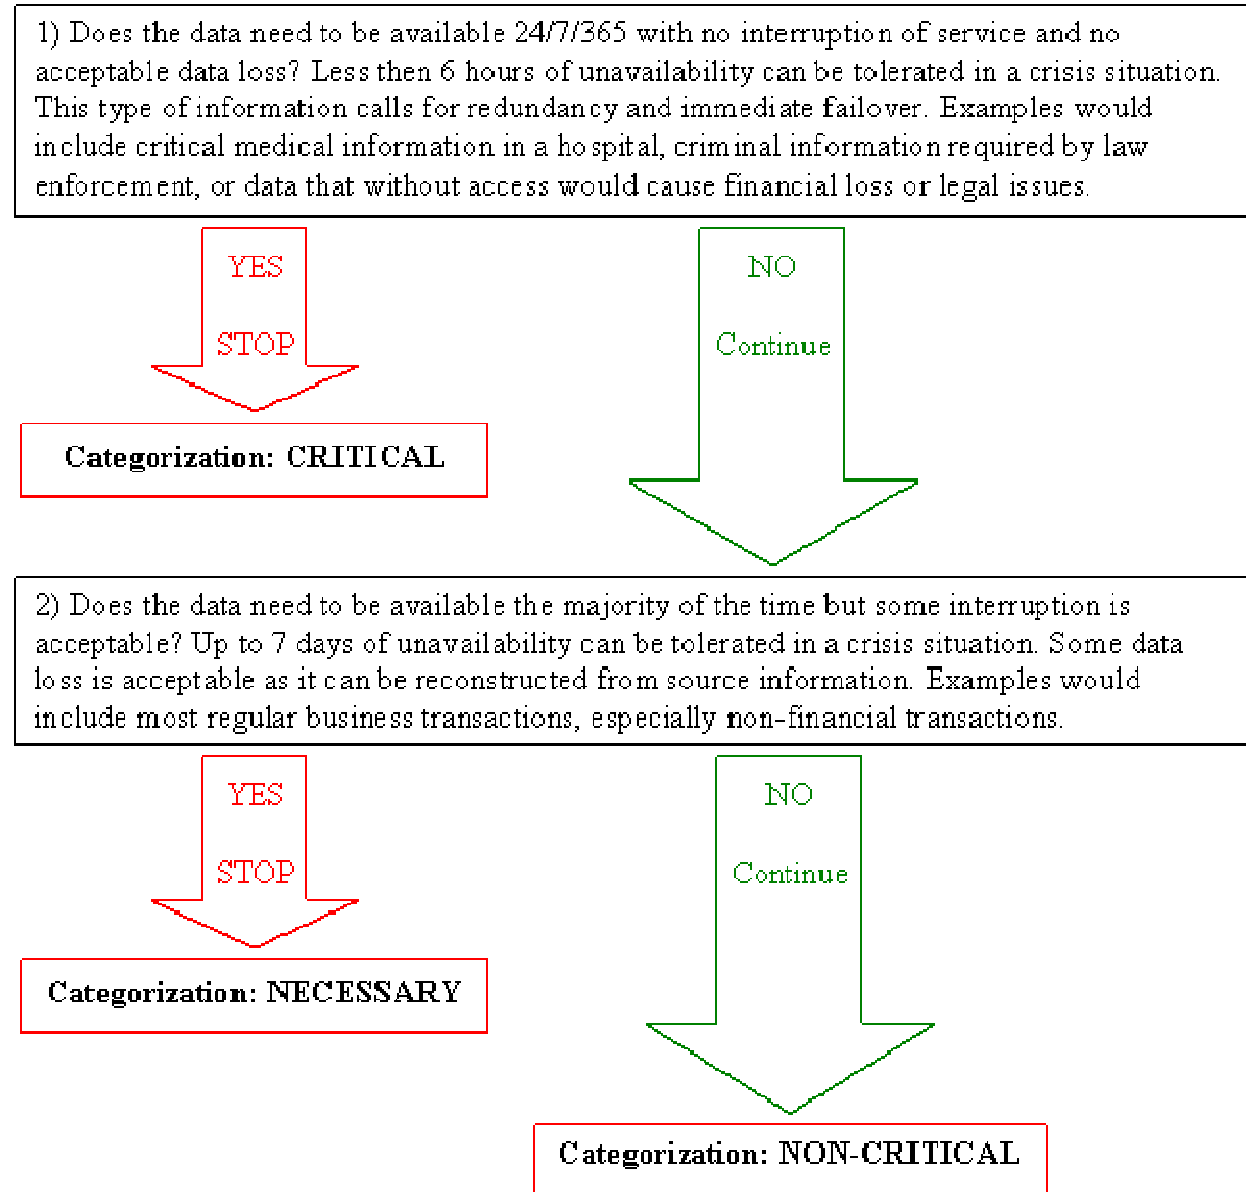 1) Does the data need to be available 24/7/365 with no interruption of service and no
acceptable data loss? Less then 6 hours of unavailability can be tolerated in a crisis situation.
This type of information calls for redundancy and immediate failover. Examples would
include critical medical information in a hospital, criminal information required by law
enforcement, or data that without access would cause financial loss or legal issues.
YES
STOP
NO
Continue
Categorization: CRITICAL
2) Does the data need to be available the majority of the time but some interruption is
acceptable? Up to 7 days of unavailability can be tolerated in a crisis situation. Some data
loss is acceptable as it can be reconstructed from source information. Examples would
include most regular business transactions, especially non-financial transactions.
YES
STOP
NO
Continue
Categorization: NECESSARY
Categorization: NON-CRITICAL